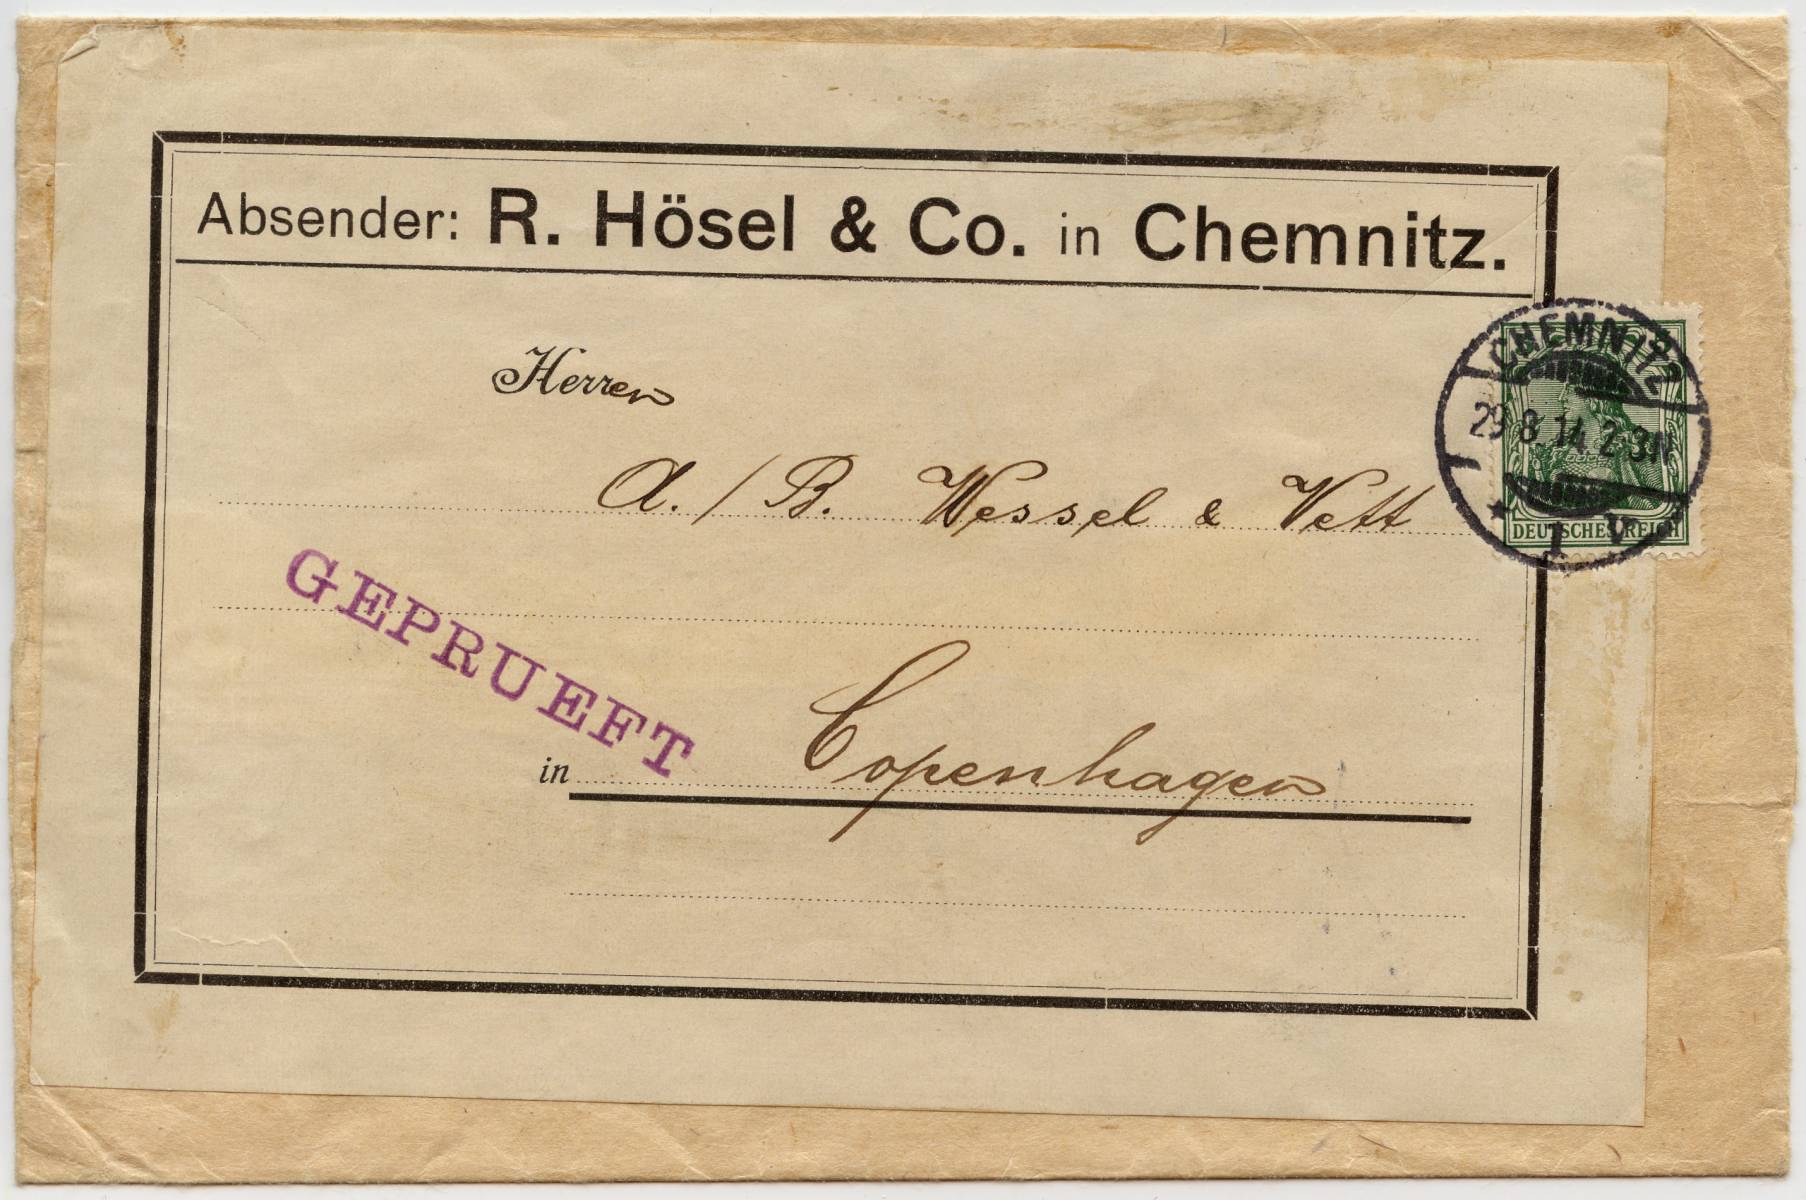 Absender: R. Hösel & Co. in Chemnitz.
Herren
A./B. Wessel & Vett
GEPRUEFT
in Copenhagen
CHEMNITZ
29.8.14. 2-3N
* 1 v
DEUTSCHES REICH